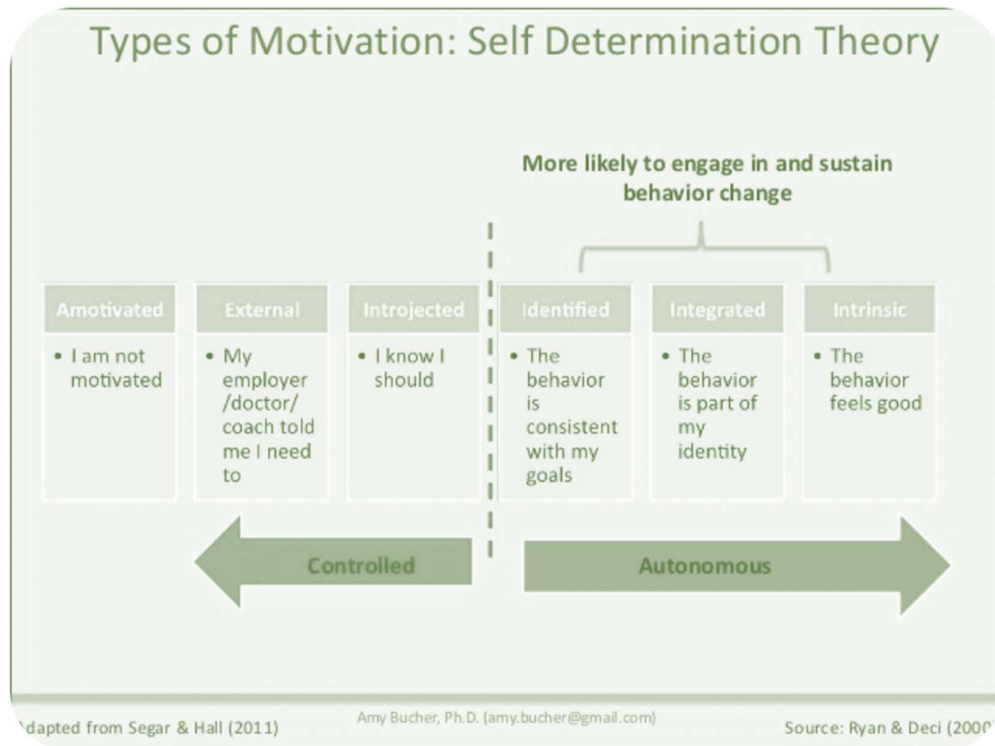 Types of Motivation: Self Determination Theory
More likely to engage in and sustain
behavior change
Amotivated
• I am not
motivated
External
• My
employer
/doctor/
coach told
me I need
to
Introjected
• I know I
should
Identified
• The
behavior
is
consistent
with my
goals
Integrated
• The
behavior
is part of
my
identity
Intrinsic
• The
behavior
feels good
Controlled
Autonomous
dapted from Segar & Hall (2011)
Amy Bucher, Ph.D. (amy.bucher@gmail.com)
Source: Ryan & Deci (2000